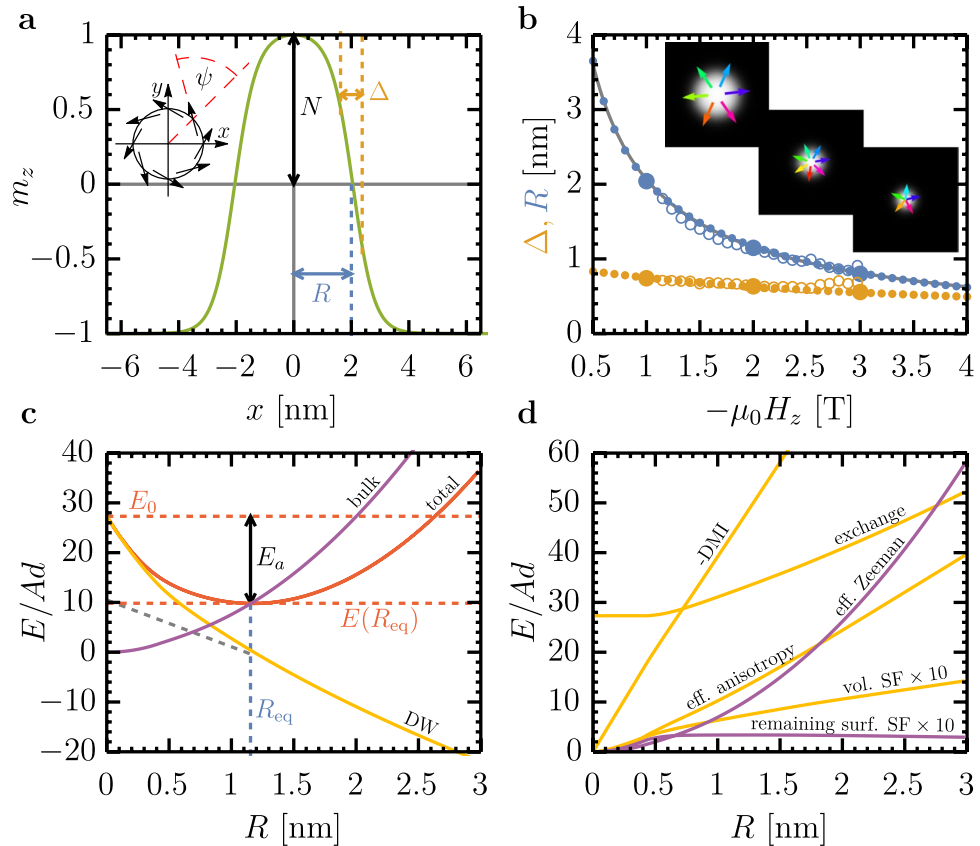 a
1
0.5
0
−0.5
−1
m_z
y
x
ψ
N
Δ
R
−6 −4 −2 0 2 4 6
x [nm]
b
4
3
2
1
0
Δ, R [nm]
0.5 1 1.5 2 2.5 3 3.5 4
−μ₀H_z [T]
c
40
30
20
10
0
−10
−20
E/Ad
E₀
bulk
total
E_a
E(R_eq)
R_eq
DW
0 0.5 1 1.5 2 2.5 3
R [nm]
d
60
50
40
30
20
10
0
E/Ad
-DMI
exchange
eff. Zeeman
eff. anisotropy
vol. SF × 10
remaining surf. SF × 10
0 0.5 1 1.5 2 2.5 3
R [nm]